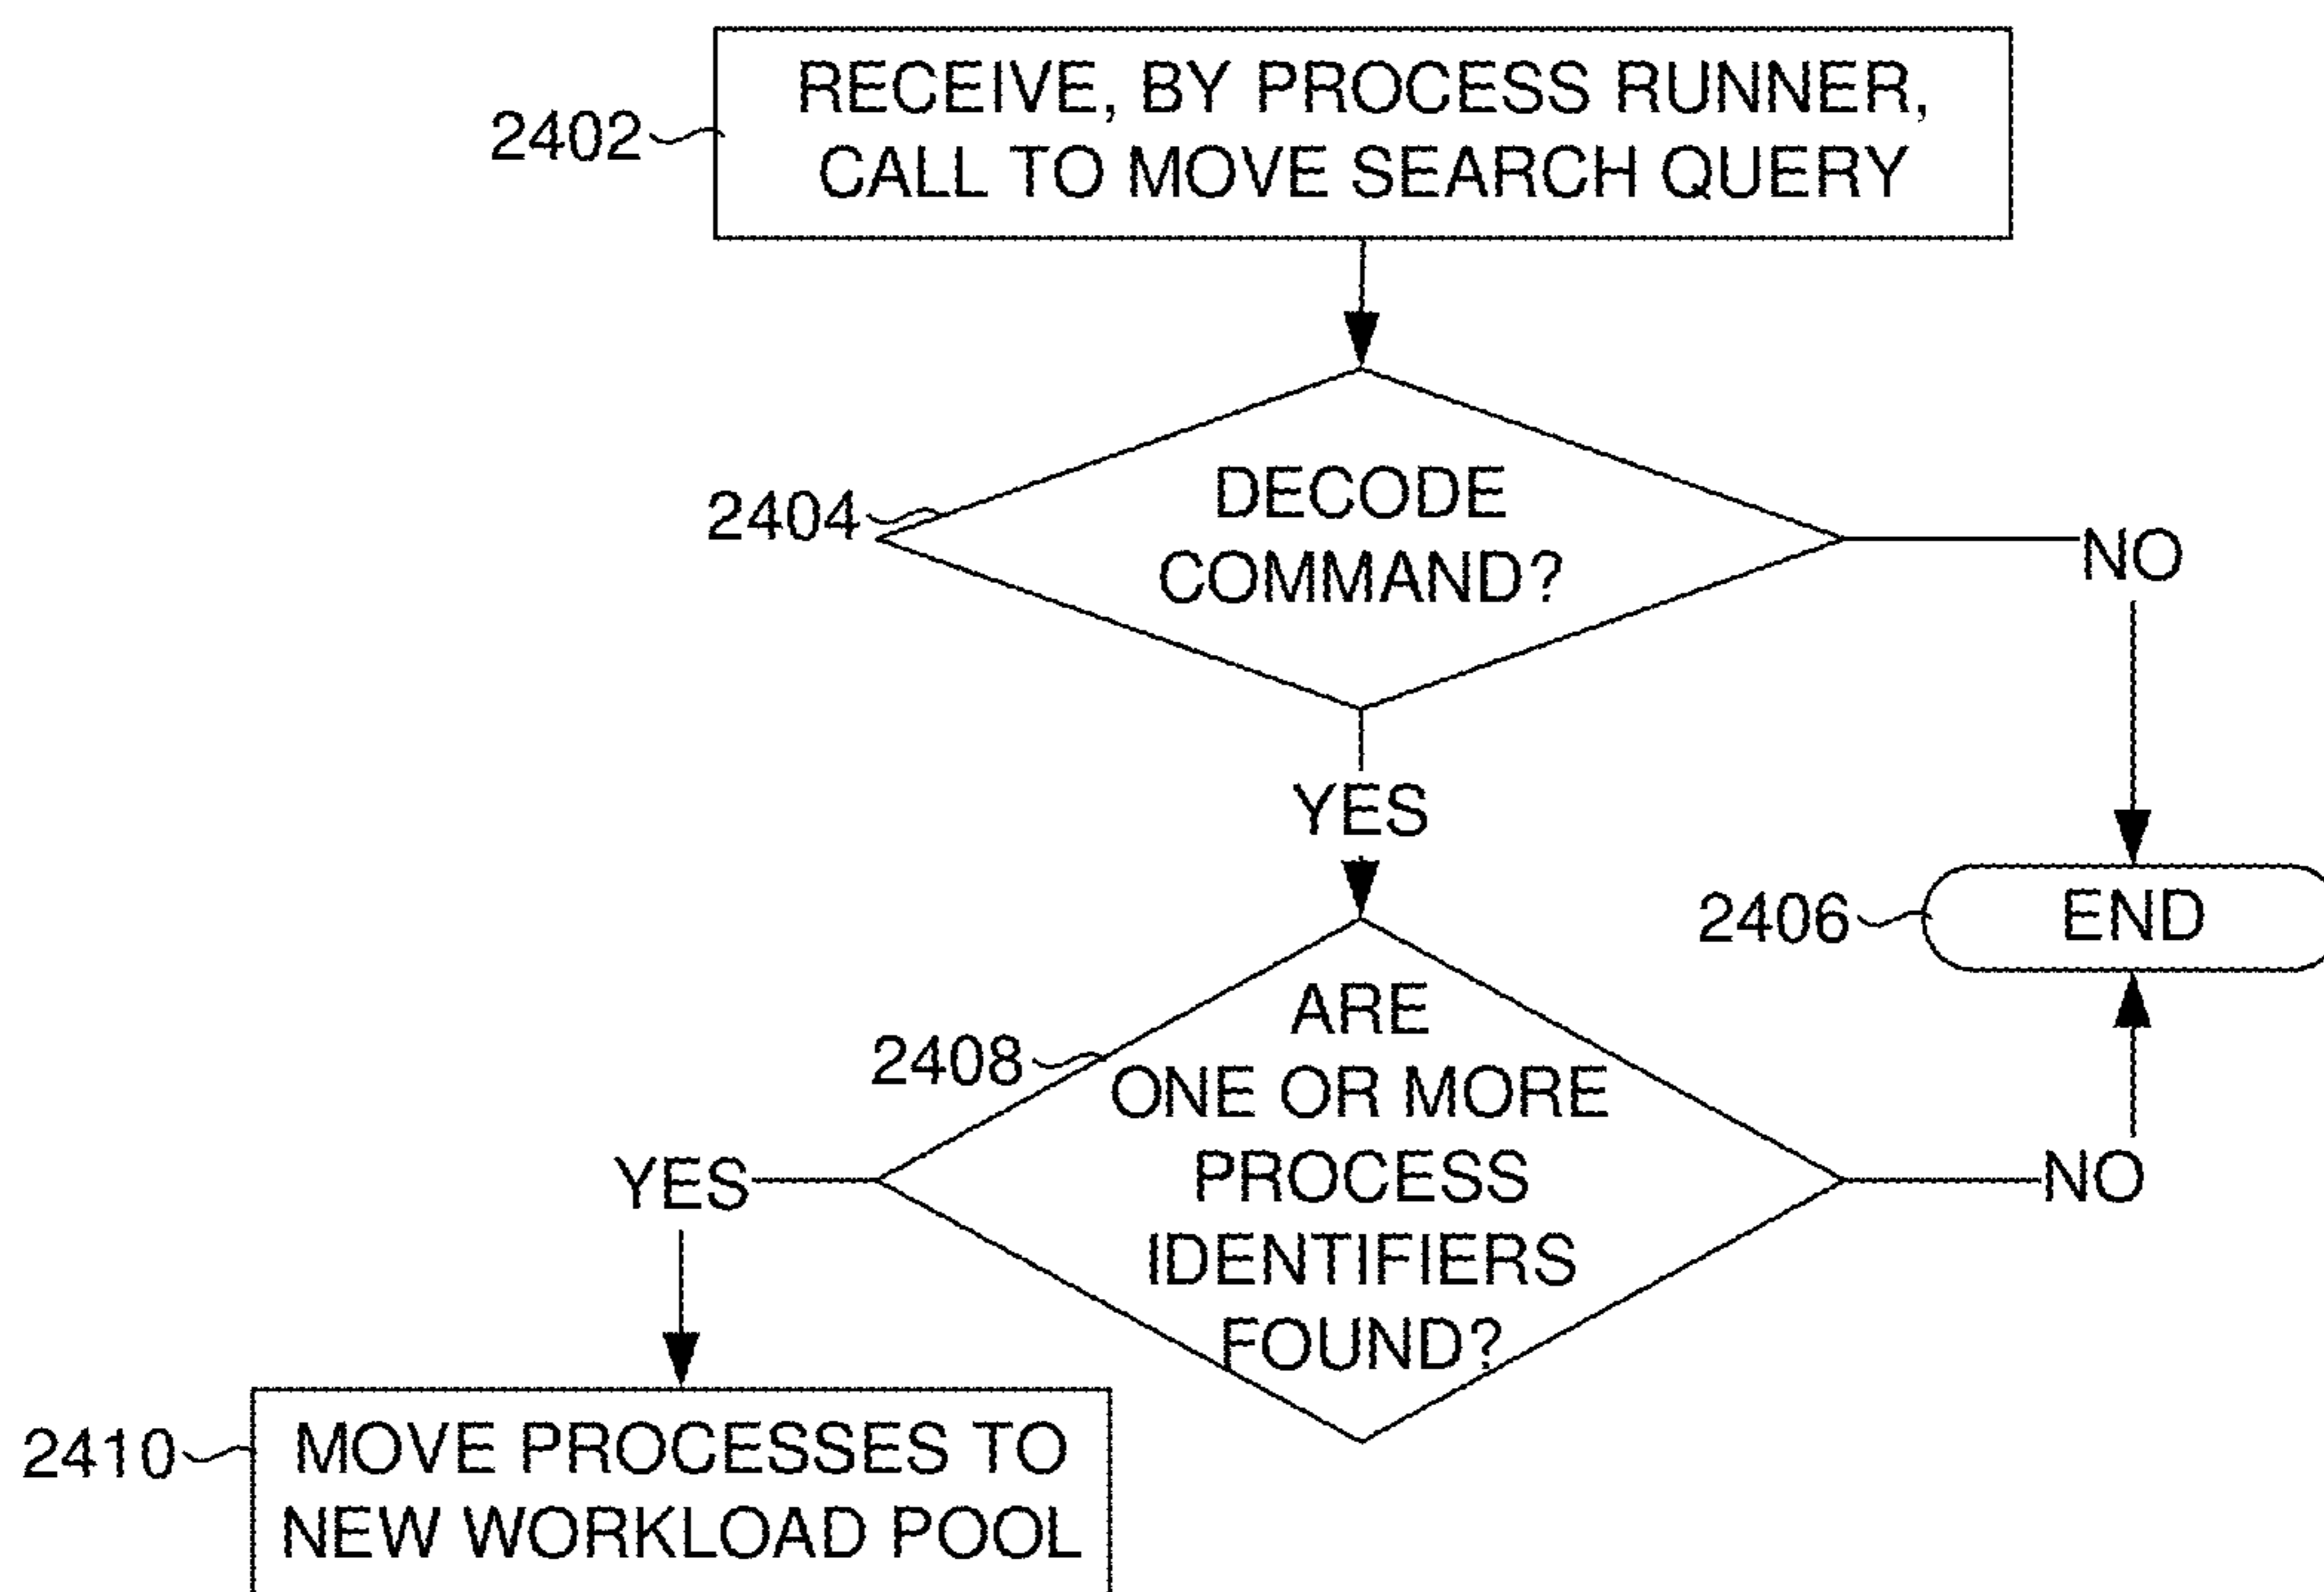 2402
RECEIVE, BY PROCESS RUNNER,
CALL TO MOVE SEARCH QUERY
2404
DECODE
COMMAND?
NO
YES
2406
END
2408
ARE
ONE OR MORE
PROCESS
IDENTIFIERS
FOUND?
YES
NO
2410
MOVE PROCESSES TO
NEW WORKLOAD POOL